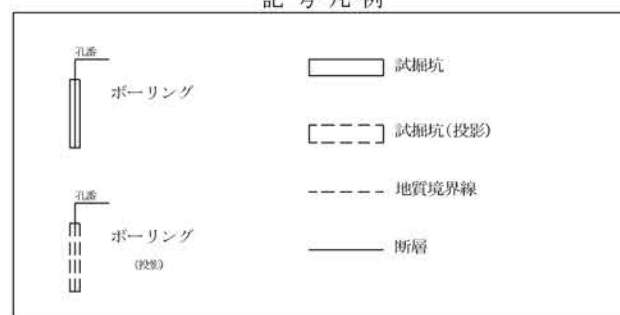 記号凡例
孔番
ボーリング
孔番
ボーリング
(投影)
試掘坑
試掘坑(投影)
地質境界線
断層